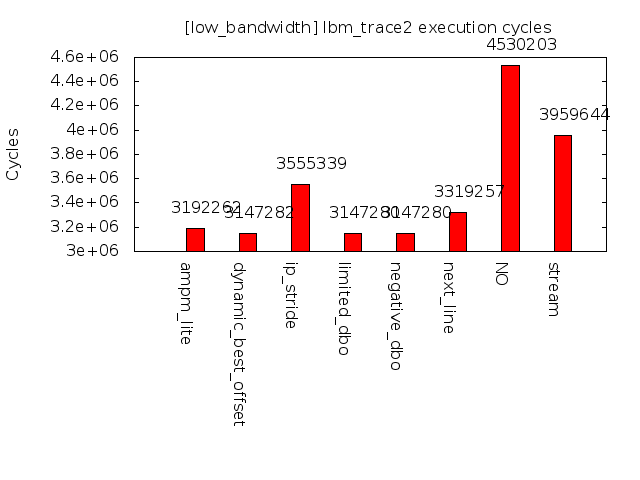 [low_bandwidth] lbm_trace2 execution cycles
Cycles
4.6e+06
4.4e+06
4.2e+06
4e+06
3.8e+06
3.6e+06
3.4e+06
3.2e+06
3e+06
3192262
3147282
3555339
3147280
3147280
3319257
4530203
3959644
ampm_lite
dynamic_best_offset
ip_stride
limited_dbo
negative_dbo
next_line
NO
stream